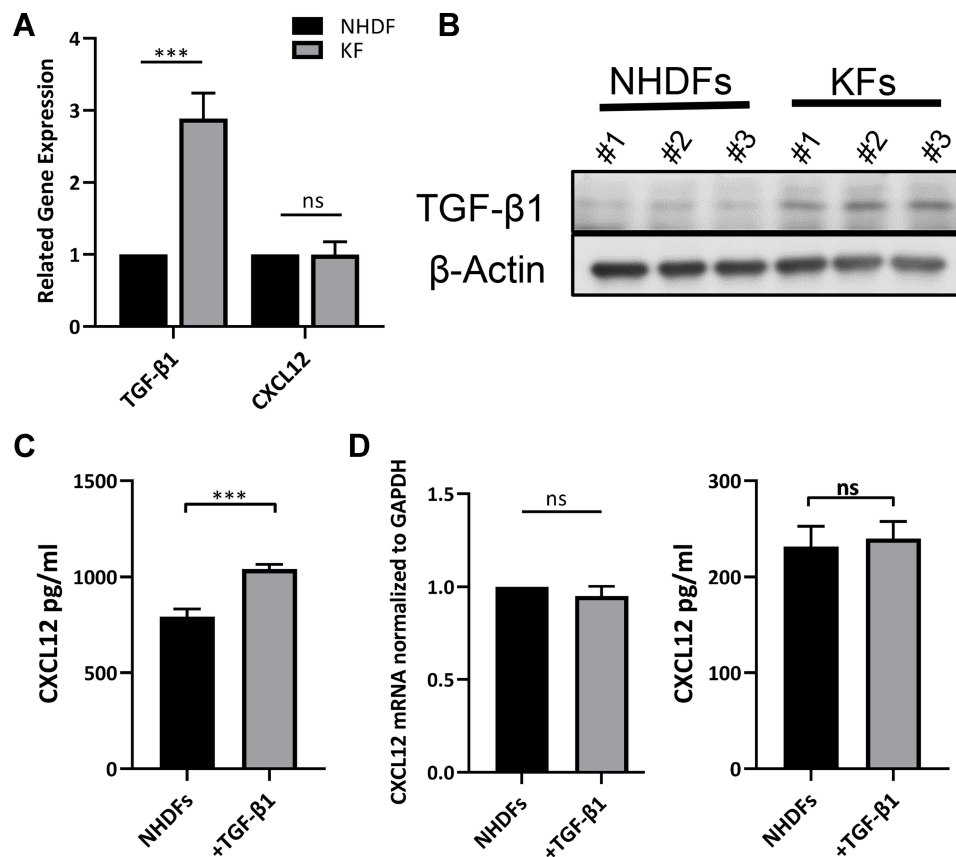 A
NHDF
KF
Related Gene Expression
4
3
2
1
0
***
ns
TGF-β1
CXCL12
B
NHDFs
KFs
#1 #2 #3 #1 #2 #3
TGF-β1
β-Actin
C
CXCL12 pg/ml
1500
1000
500
0
***
NHDFs
+TGF-β1
D
CXCL12 mRNA normalized to GAPDH
1.5
1.0
0.5
0.0
ns
NHDFs
+TGF-β1
CXCL12 pg/ml
300
200
100
0
ns
NHDFs
+TGF-β1